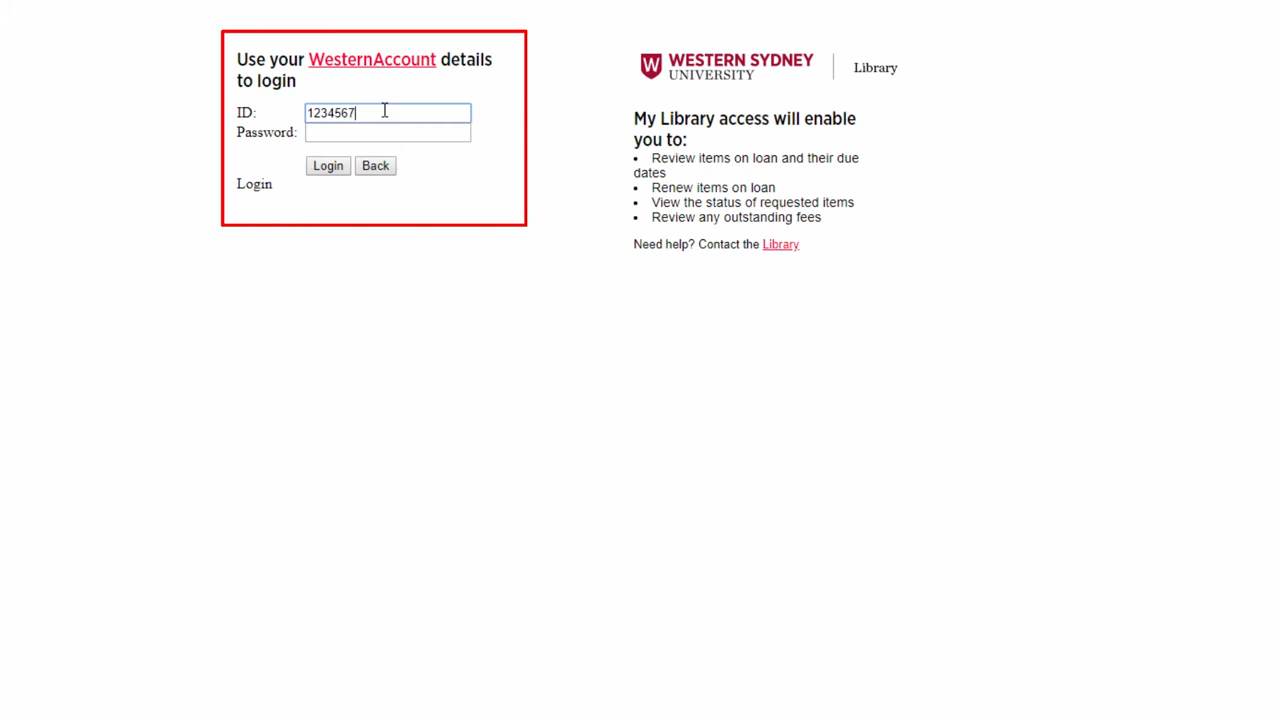 Use your WesternAccount details
to login
ID: 1234567
Password:
Login Back
Login
WESTERN SYDNEY
UNIVERSITY
W
Library
My Library access will enable
you to:
• Review items on loan and their due
dates
• Renew items on loan
• View the status of requested items
• Review any outstanding fees
Need help? Contact the Library